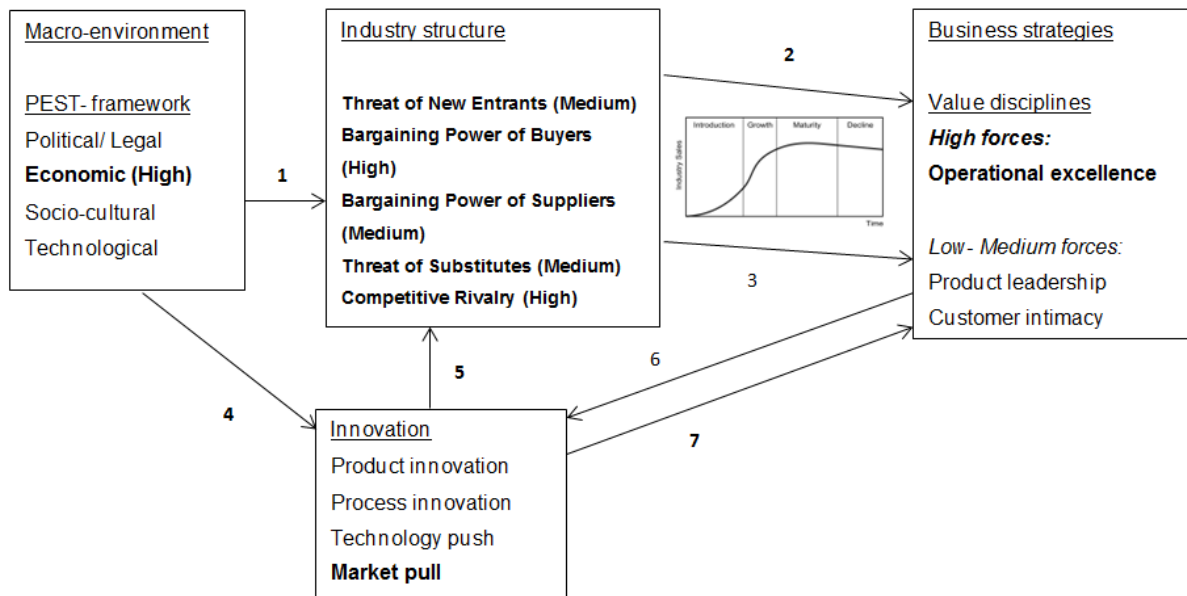 Macro-environment
PEST- framework
Political/ Legal
Economic (High)
Socio-cultural
Technological
1
Industry structure
Threat of New Entrants (Medium)
Bargaining Power of Buyers
(High)
Bargaining Power of Suppliers
(Medium)
Threat of Substitutes (Medium)
Competitive Rivalry (High)
2
Introduction Growth Maturity Decline
Industry Sales
Time
3
Business strategies
Value disciplines
High forces:
Operational excellence
Low- Medium forces:
Product leadership
Customer intimacy
4
5
6
7
Innovation
Product innovation
Process innovation
Technology push
Market pull